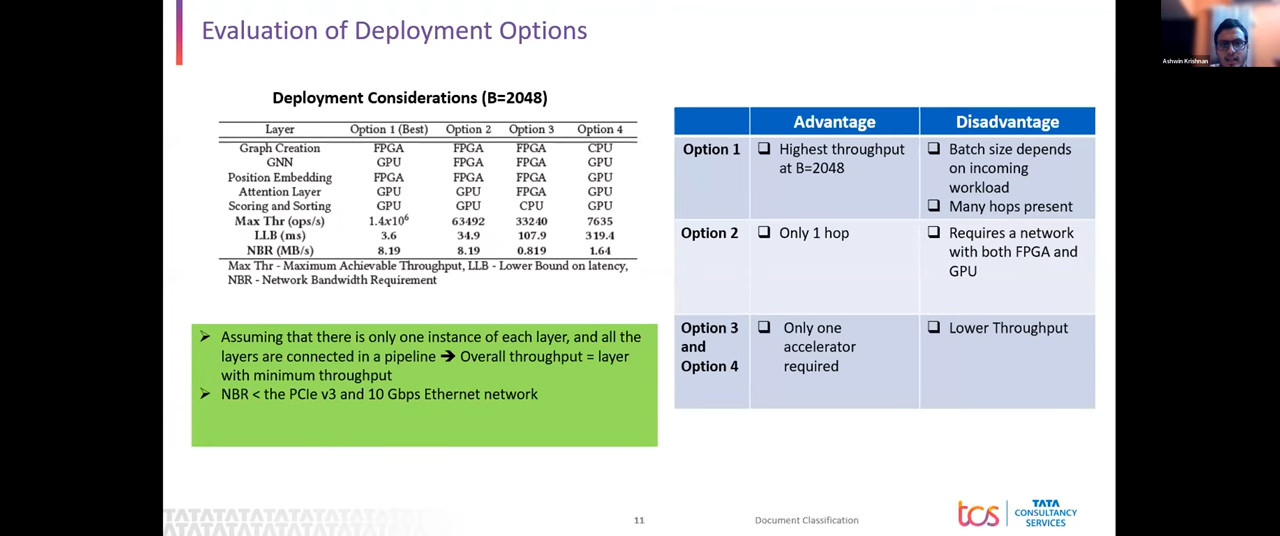 Evaluation of Deployment Options
Ashwin Krishnan
Deployment Considerations (B=2048)
Layer Option 1 (Best) Option 2 Option 3 Option 4
Graph Creation FPGA FPGA FPGA CPU
GNN GPU FPGA FPGA GPU
Position Embedding FPGA FPGA FPGA GPU
Attention Layer GPU GPU FPGA GPU
Scoring and Sorting GPU GPU CPU GPU
Max Thr (ops/s) 1.4x10⁶ 63492 33240 7635
LLB (ms) 3.6 34.9 107.9 319.4
NBR (MB/s) 8.19 8.19 0.819 1.64
Max Thr - Maximum Achievable Throughput, LLB - Lower Bound on latency,
NBR - Network Bandwidth Requirement
➢ Assuming that there is only one instance of each layer, and all the
layers are connected in a pipeline ➔ Overall throughput = layer
with minimum throughput
➢ NBR < the PCIe v3 and 10 Gbps Ethernet network
Advantage Disadvantage
Option 1 ❑ Highest throughput ❑ Batch size depends
at B=2048 on incoming
workload
❑ Many hops present
Option 2 ❑ Only 1 hop ❑ Requires a network
with both FPGA and
GPU
Option 3 ❑ Only one ❑ Lower Throughput
and accelerator
Option 4 required
TATATATATATATATATATATATATATATATA
11
Document Classification
tcs
TATA
CONSULTANCY
SERVICES